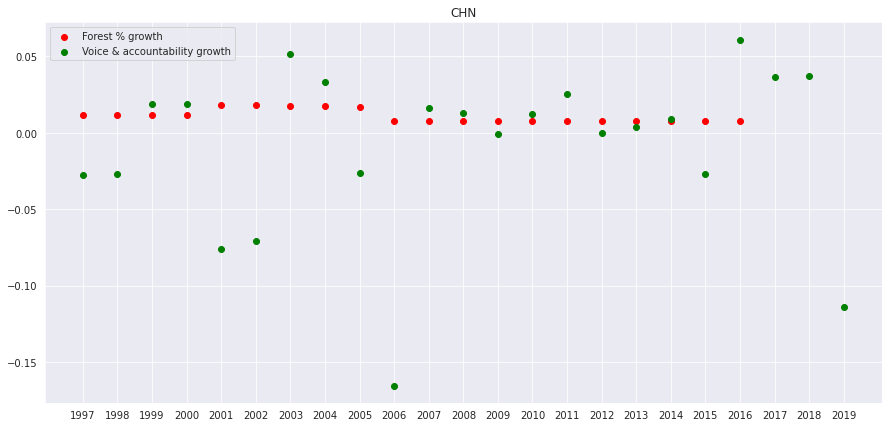 CHN
Forest % growth
Voice & accountability growth
0.05
0.00
−0.05
−0.10
−0.15
1997 1998 1999 2000 2001 2002 2003 2004 2005 2006 2007 2008 2009 2010 2011 2012 2013 2014 2015 2016 2017 2018 2019